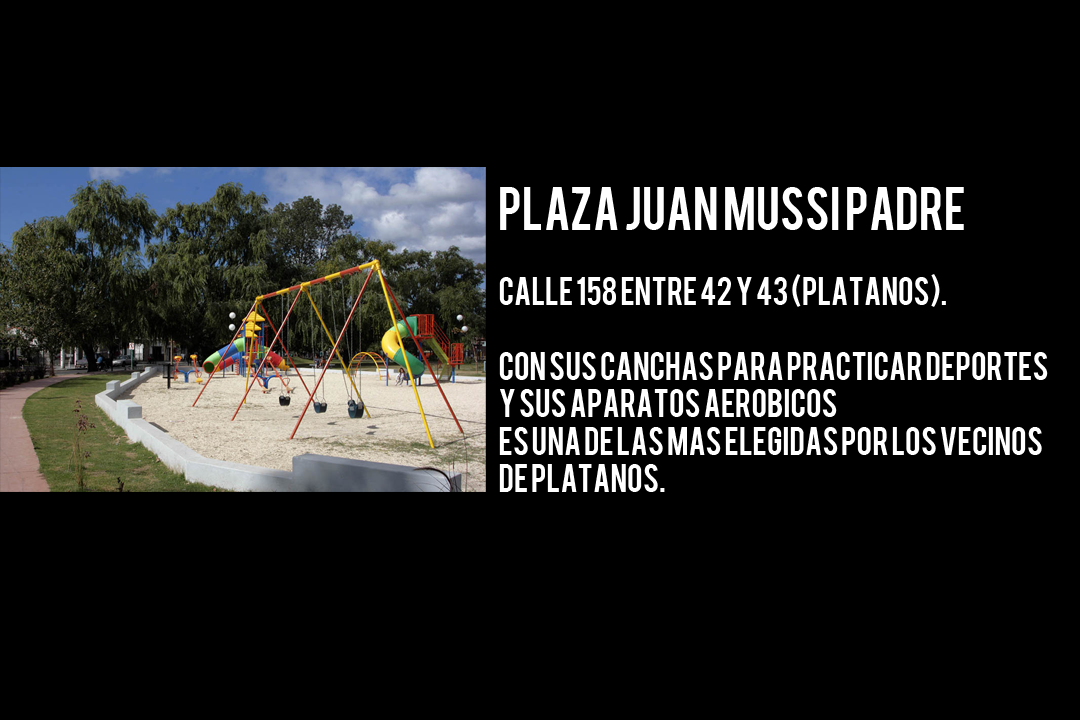 PLAZA JUAN MUSSI PADRE
CALLE 158 ENTRE 42 Y 43 (PLATANOS).
CON SUS CANCHAS PARA PRACTICAR DEPORTES
Y SUS APARATOS AEROBICOS
ES UNA DE LAS MAS ELEGIDAS POR LOS VECINOS
DE PLATANOS.